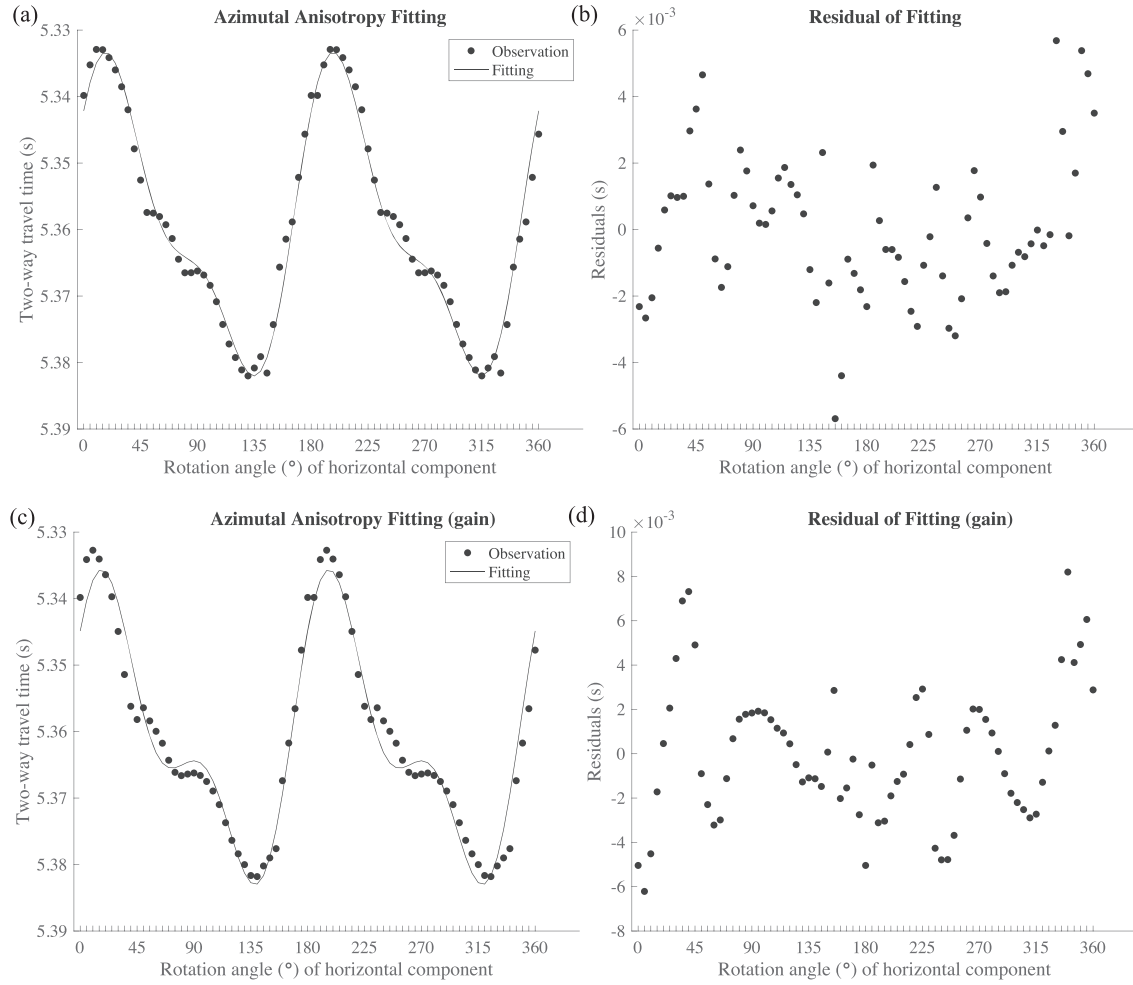 (a)
Azimutal Anisotropy Fitting
5.33
5.34
5.35
5.36
5.37
5.38
5.39
Two-way travel time (s)
Observation
Fitting
0 45 90 135 180 225 270 315 360
Rotation angle (°) of horizontal component
(b)
Residual of Fitting
×10⁻³
6
4
2
0
-2
-4
-6
Residuals (s)
0 45 90 135 180 225 270 315 360
Rotation angle (°) of horizontal component
(c)
Azimutal Anisotropy Fitting (gain)
5.33
5.34
5.35
5.36
5.37
5.38
5.39
Two-way travel time (s)
Observation
Fitting
0 45 90 135 180 225 270 315 360
Rotation angle (°) of horizontal component
(d)
Residual of Fitting (gain)
×10⁻³
10
8
6
4
2
0
-2
-4
-6
-8
Residuals (s)
0 45 90 135 180 225 270 315 360
Rotation angle (°) of horizontal component